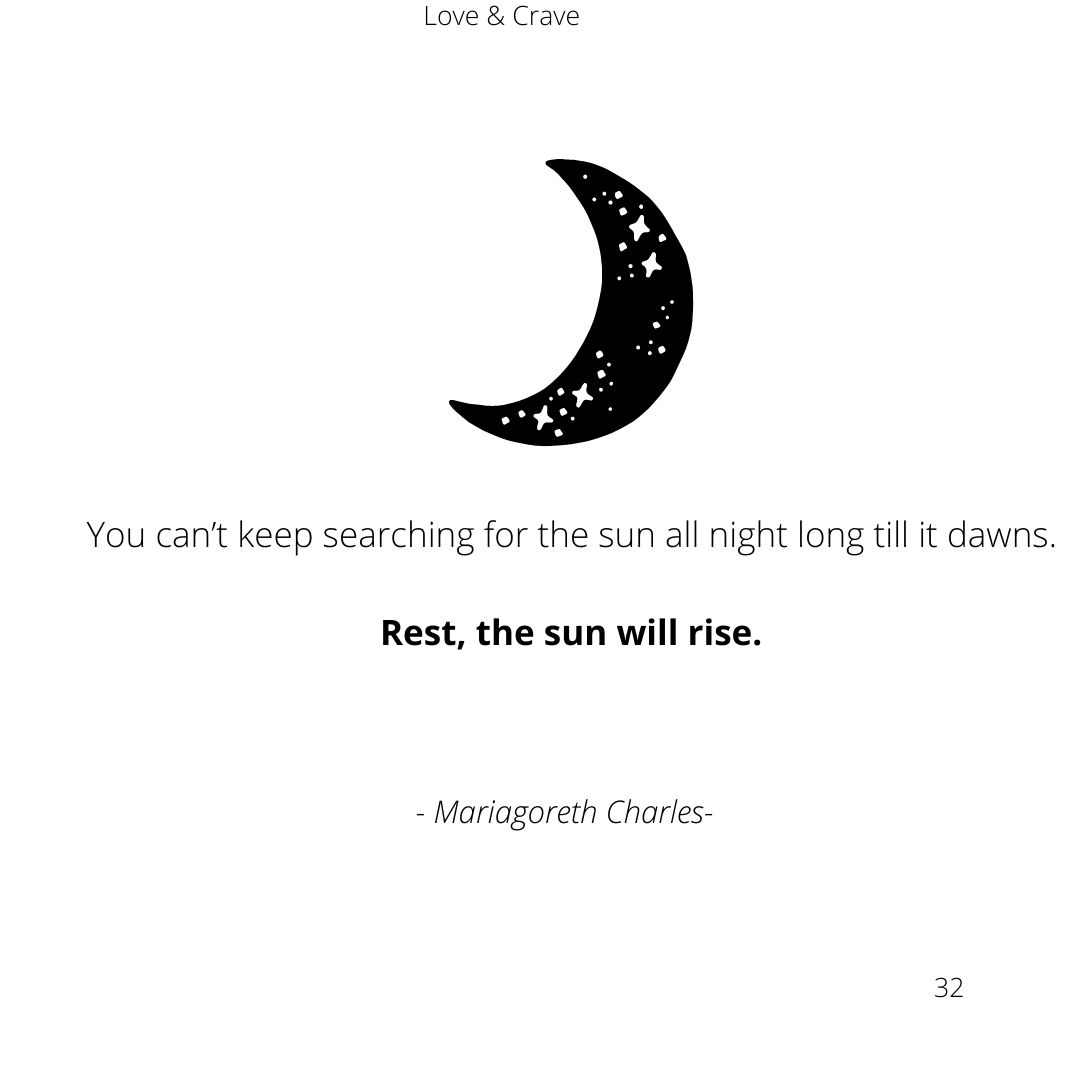 Love & Crave
You can’t keep searching for the sun all night long till it dawns.
Rest, the sun will rise.
- Mariagoreth Charles-
32